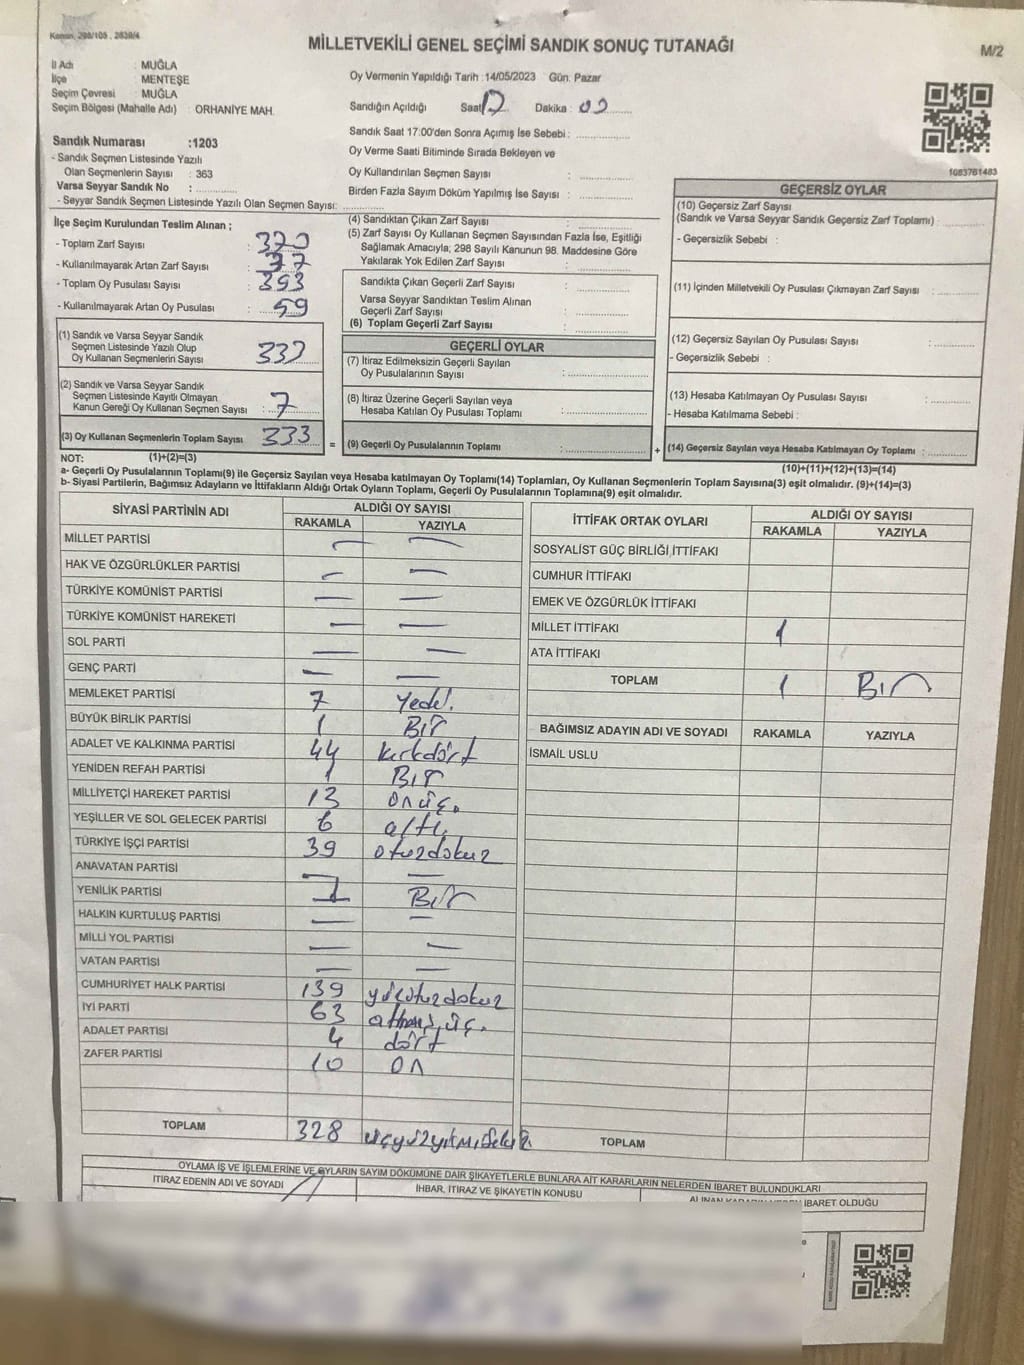 Kanun, 298/105 , 2839/4
MİLLETVEKİLİ GENEL SEÇİMİ SANDIK SONUÇ TUTANAĞI
M/2
İl Adı : MUĞLA
İlçe : MENTEŞE
Seçim Çevresi : MUĞLA
Seçim Bölgesi (Mahalle Adı) : ORHANİYE MAH.
Oy Vermenin Yapıldığı Tarih :14/05/2023 Gün: Pazar
Sandığın Açıldığı Saat Dakika :
Sandık Saat 17:00'den Sonra Açımış İse Sebebi :
Oy Verme Saati Bitiminde Sırada Bekleyen ve
Oy Kullandırılan Seçmen Sayısı :
Birden Fazla Sayım Döküm Yapılmış İse Sayısı :
1083761483
Sandık Numarası :1203
- Sandık Seçmen Listesinde Yazılı
Olan Seçmenlerin Sayısı : 363
Varsa Seyyar Sandık No :
- Seyyar Sandık Seçmen Listesinde Yazılı Olan Seçmen Sayısı:
İlçe Seçim Kurulundan Teslim Alınan ;
- Toplam Zarf Sayısı : 370
- Kullanılmayarak Artan Zarf Sayısı : 37
- Toplam Oy Pusulası Sayısı : 393
- Kullanılmayarak Artan Oy Pusulası : 59
(1) Sandık ve Varsa Seyyar Sandık
Seçmen Listesinde Yazılı Olup
Oy Kullanan Seçmenlerin Sayısı
(2) Sandık ve Varsa Seyyar Sandık
Seçmen Listesinde Kayıtlı Olmayan
Kanun Gereği Oy Kullanan Seçmen Sayısı : 7
(3) Oy Kullanan Seçmenlerin Toplam Sayısı 333
(4) Sandıktan Çıkan Zarf Sayısı :
(5) Zarf Sayısı Oy Kullanan Seçmen Sayısından Fazla İse, Eşitliği
Sağlamak Amacıyla; 298 Sayılı Kanunun 98. Maddesine Göre
Yakılarak Yok Edilen Zarf Sayısı :
Sandıkta Çıkan Geçerli Zarf Sayısı :
Varsa Seyyar Sandıktan Teslim Alınan
Geçerli Zarf Sayısı :
(6) Toplam Geçerli Zarf Sayısı :
GEÇERLİ OYLAR
(7) İtiraz Edilmeksizin Geçerli Sayılan
Oy Pusulalarının Sayısı :
(8) İtiraz Üzerine Geçerli Sayılan veya
Hesaba Katılan Oy Pusulası Toplamı :
= (9) Geçerli Oy Pusulalarının Toplamı :
GEÇERSİZ OYLAR
(10) Geçersiz Zarf Sayısı
(Sandık ve Varsa Seyyar Sandık Geçersiz Zarf Toplamı) :
- Geçersizlik Sebebi :
(11) İçinden Milletvekili Oy Pusulası Çıkmayan Zarf Sayısı :
(12) Geçersiz Sayılan Oy Pusulası Sayısı :
- Geçersizlik Sebebi :
(13) Hesaba Katılmayan Oy Pusulası Sayısı :
- Hesaba Katılmama Sebebi :
+ (14) Geçersiz Sayılan veya Hesaba Katılmayan Oy Toplamı :
NOT: (1)+(2)=(3)
(10)+(11)+(12)+(13)=(14)
a- Geçerli Oy Pusulalarının Toplamı(9) ile Geçersiz Sayılan veya Hesaba katılmayan Oy Toplamı(14) Toplamları, Oy Kullanan Seçmenlerin Toplam Sayısına(3) eşit olmalıdır. (9)+(14)=(3)
b- Siyasi Partilerin, Bağımsız Adayların ve İttifakların Aldığı Ortak Oyların Toplamı, Geçerli Oy Pusulalarının Toplamına(9) eşit olmalıdır.
SİYASİ PARTİNİN ADI ALDIĞI OY SAYISI
RAKAMLA YAZIYLA
MİLLET PARTİSİ — —
HAK VE ÖZGÜRLÜKLER PARTİSİ — —
TÜRKİYE KOMÜNİST PARTİSİ — —
TÜRKİYE KOMÜNİST HAREKETİ — —
SOL PARTİ — —
GENÇ PARTİ — —
MEMLEKET PARTİSİ 7 Yedi.
BÜYÜK BİRLİK PARTİSİ 1 Bir
ADALET VE KALKINMA PARTİSİ 44 kırkdört
YENİDEN REFAH PARTİSİ 1 Bır
MİLLİYETÇİ HAREKET PARTİSİ 13 onüç.
YEŞİLLER VE SOL GELECEK PARTİSİ 6 altı
TÜRKİYE İŞÇİ PARTİSİ 39 otuzdokuz
ANAVATAN PARTİSİ — —
YENİLİK PARTİSİ 1 Bir
HALKIN KURTULUŞ PARTİSİ — —
MİLLİ YOL PARTİSİ — —
VATAN PARTİSİ — —
CUMHURİYET HALK PARTİSİ 139 yüzotuzdokuz
İYİ PARTİ 63 altmış üç.
ADALET PARTİSİ 4 dört
ZAFER PARTİSİ 10 on
TOPLAM 328
İTTİFAK ORTAK OYLARI ALDIĞI OY SAYISI
RAKAMLA YAZIYLA
SOSYALİST GÜÇ BİRLİĞİ İTTİFAKI
CUMHUR İTTİFAKI
EMEK VE ÖZGÜRLÜK İTTİFAKI
MİLLET İTTİFAKI 1
ATA İTTİFAKI
TOPLAM 1 Bir
BAĞIMSIZ ADAYIN ADI VE SOYADI RAKAMLA YAZIYLA
İSMAİL USLU
TOPLAM
OYLAMA İŞ VE İŞLEMLERİNE VE OYLARIN SAYIM DÖKÜMÜNE DAİR ŞİKAYETLERLE BUNLARA AİT KARARLARIN NELERDEN İBARET BULUNDUKLARI
İTİRAZ EDENİN ADI VE SOYADI İHBAR, İTİRAZ VE ŞİKAYETİN KONUSU İBARET OLDUĞU